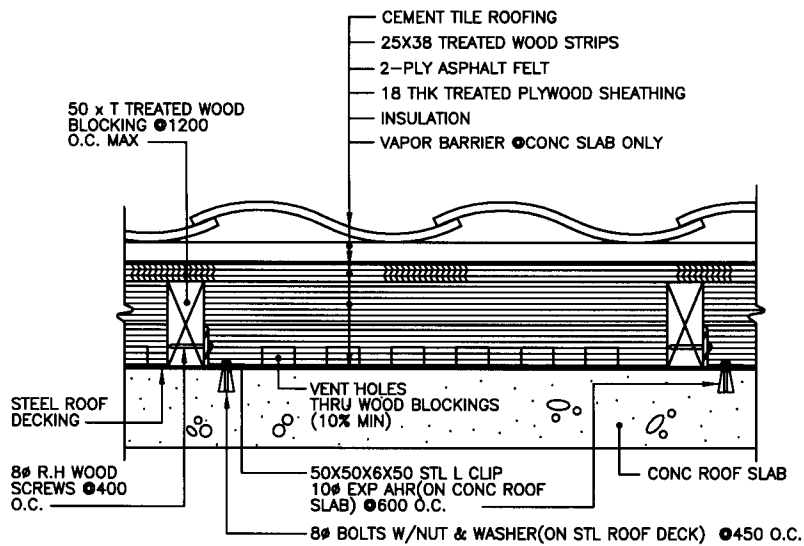 CEMENT TILE ROOFING
25X38 TREATED WOOD STRIPS
2-PLY ASPHALT FELT
18 THK TREATED PLYWOOD SHEATHING
INSULATION
VAPOR BARRIER @CONC SLAB ONLY
50 x T TREATED WOOD
BLOCKING @1200
O.C. MAX
STEEL ROOF
DECKING
VENT HOLES
THRU WOOD BLOCKINGS
(10% MIN)
8ø R.H WOOD
SCREWS @400
O.C.
50X50X6X50 STL L CLIP
10ø EXP AHR(ON CONC ROOF
SLAB) @600 O.C.
CONC ROOF SLAB
8ø BOLTS W/NUT & WASHER(ON STL ROOF DECK) @450 O.C.